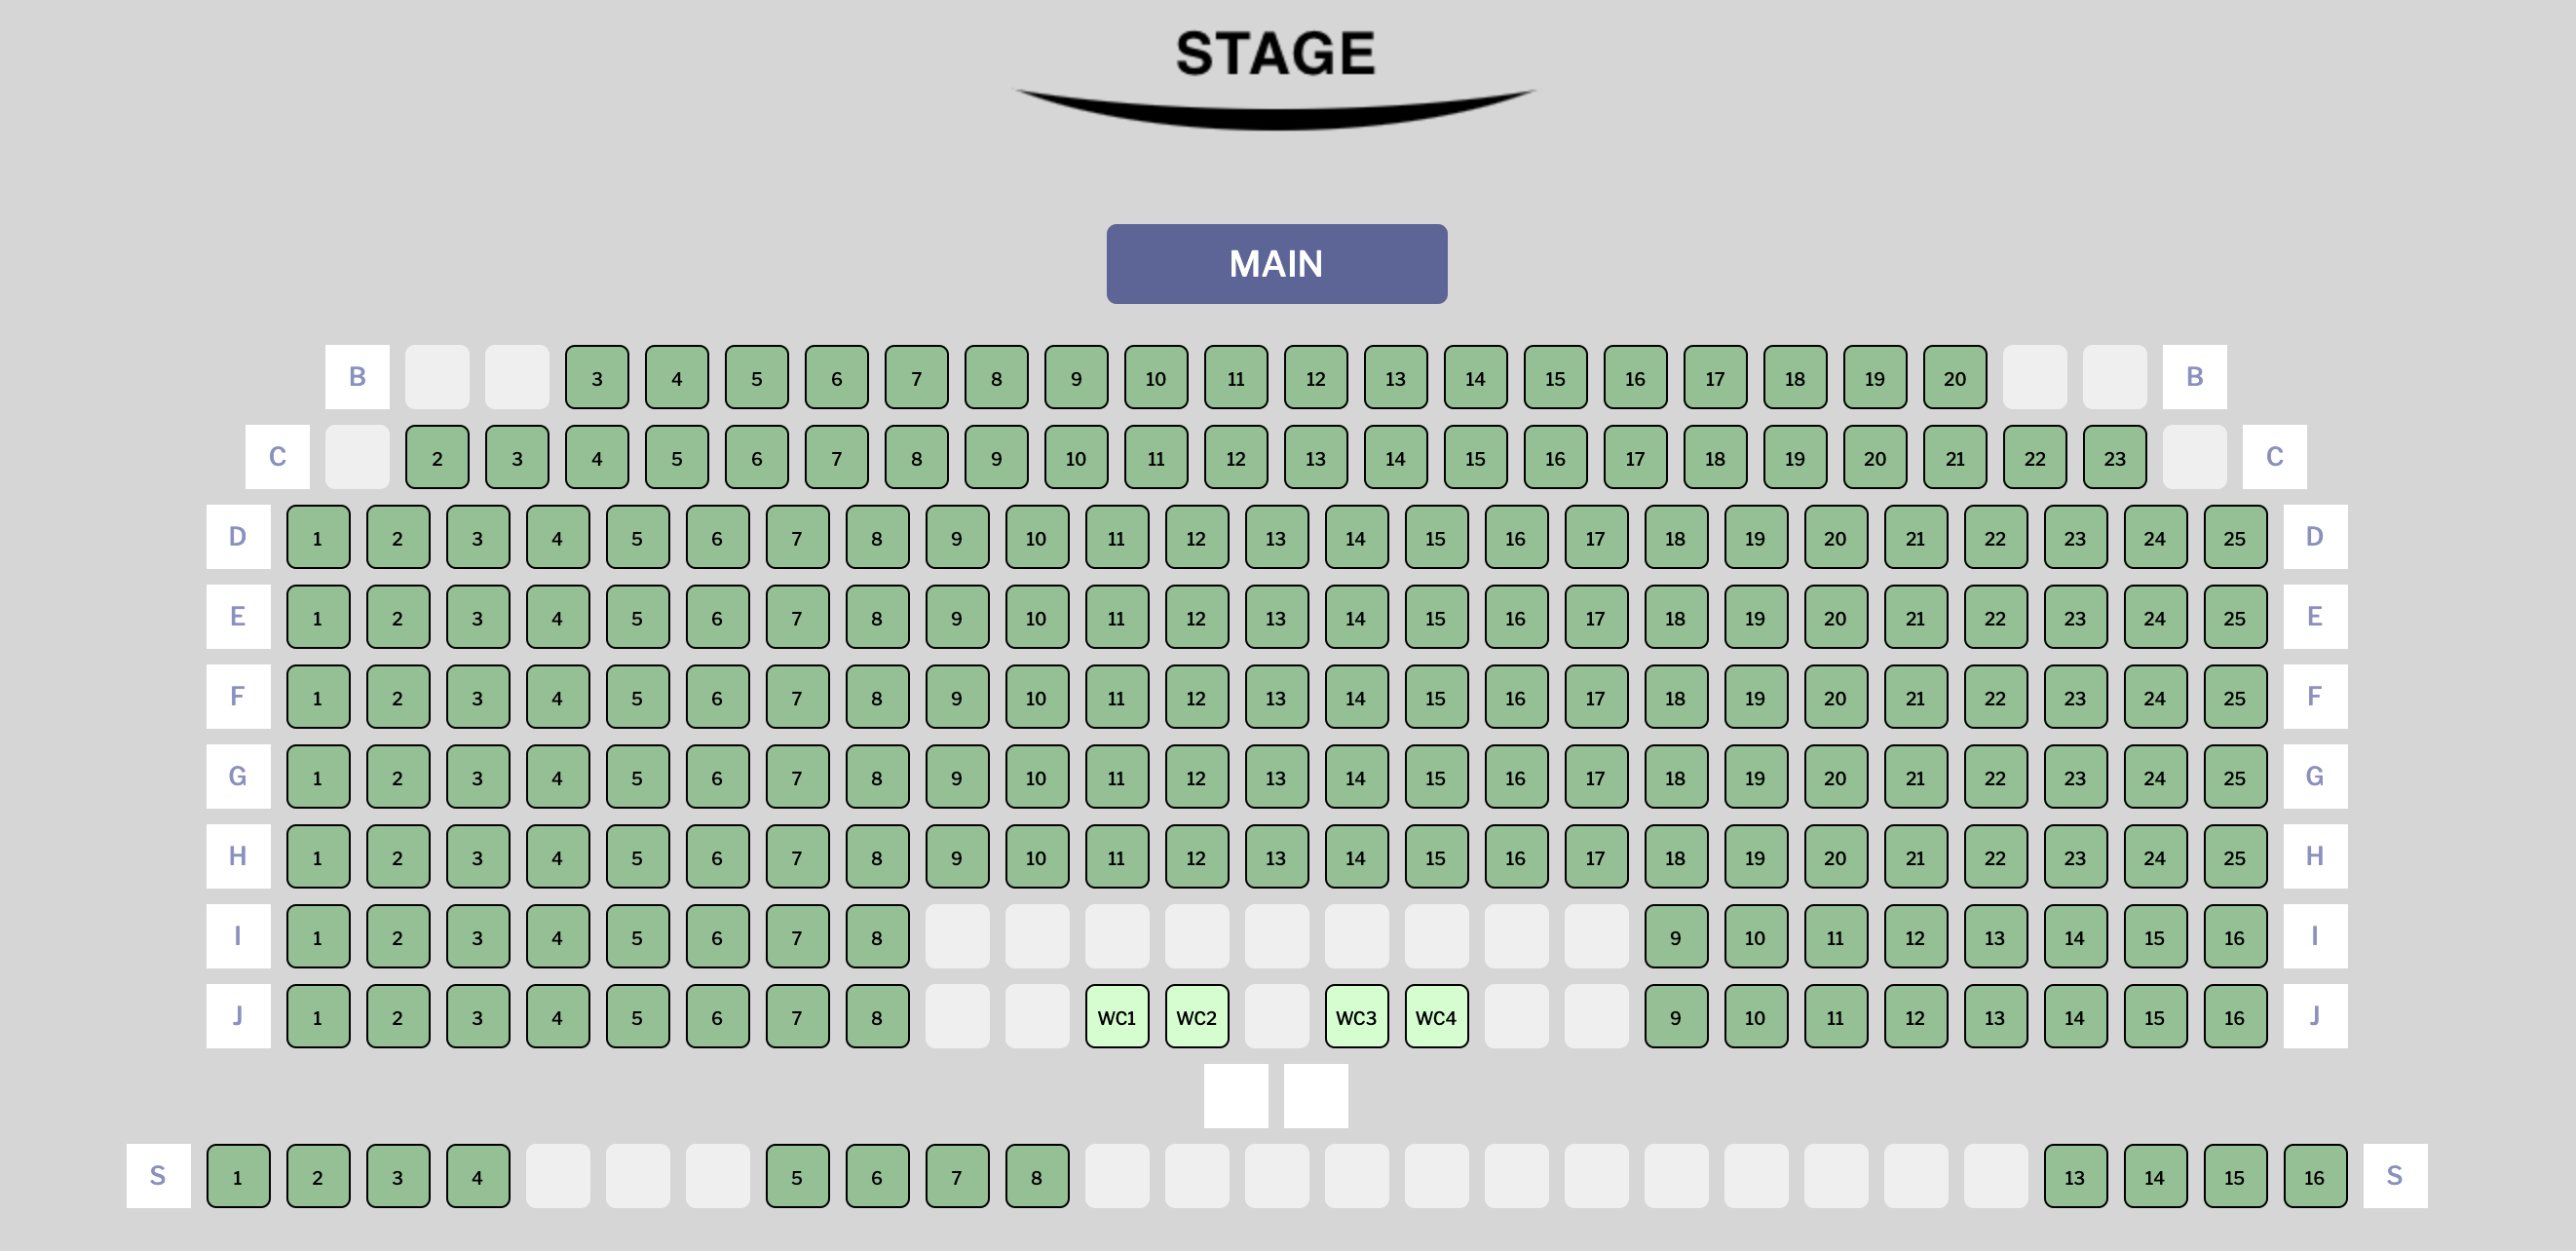 STAGE
MAIN
B 3 4 5 6 7 8 9 10 11 12 13 14 15 16 17 18 19 20 B
C 2 3 4 5 6 7 8 9 10 11 12 13 14 15 16 17 18 19 20 21 22 23 C
D 1 2 3 4 5 6 7 8 9 10 11 12 13 14 15 16 17 18 19 20 21 22 23 24 25 D
E 1 2 3 4 5 6 7 8 9 10 11 12 13 14 15 16 17 18 19 20 21 22 23 24 25 E
F 1 2 3 4 5 6 7 8 9 10 11 12 13 14 15 16 17 18 19 20 21 22 23 24 25 F
G 1 2 3 4 5 6 7 8 9 10 11 12 13 14 15 16 17 18 19 20 21 22 23 24 25 G
H 1 2 3 4 5 6 7 8 9 10 11 12 13 14 15 16 17 18 19 20 21 22 23 24 25 H
I 1 2 3 4 5 6 7 8 9 10 11 12 13 14 15 16 I
J 1 2 3 4 5 6 7 8 WC1 WC2 WC3 WC4 9 10 11 12 13 14 15 16 J
S 1 2 3 4 5 6 7 8 13 14 15 16 S